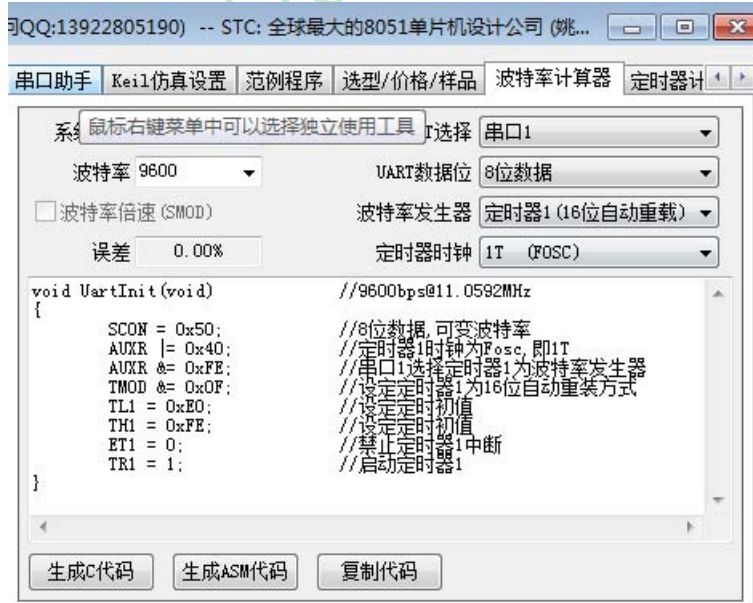 问QQ:13922805190) -- STC: 全球最大的8051单片机设计公司 (姚...
串口助手 Keil仿真设置 范例程序 选型/价格/样品 波特率计算器 定时器计
系 鼠标右键菜单中可以选择独立使用工具 T选择 串口1
波特率 9600 UART数据位 8位数据
波特率倍速(SMOD) 波特率发生器 定时器1(16位自动重载)
误差 0.00% 定时器时钟 1T (FOSC)
void UartInit(void) //9600bps@11.0592MHz
{
SCON = 0x50; //8位数据,可变波特率
AUXR |= 0x40; //定时器1时钟为Fosc,即1T
AUXR &= 0xFE; //串口1选择定时器1为波特率发生器
TMOD &= 0x0F; //设定定时器1为16位自动重装方式
TL1 = 0xE0; //设定定时初值
TH1 = 0xFE; //设定定时初值
ET1 = 0; //禁止定时器1中断
TR1 = 1; //启动定时器1
}
生成C代码 生成ASM代码 复制代码